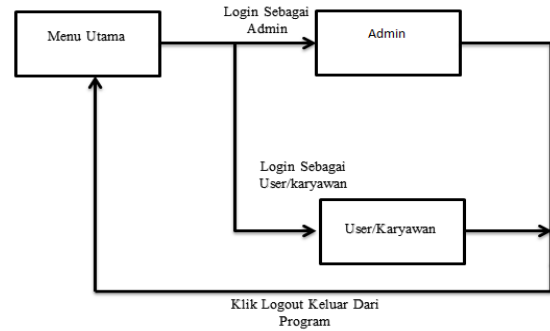 Menu Utama
Login Sebagai
Admin
Admin
Login Sebagai
User/karyawan
User/Karyawan
Klik Logout Keluar Dari
Program